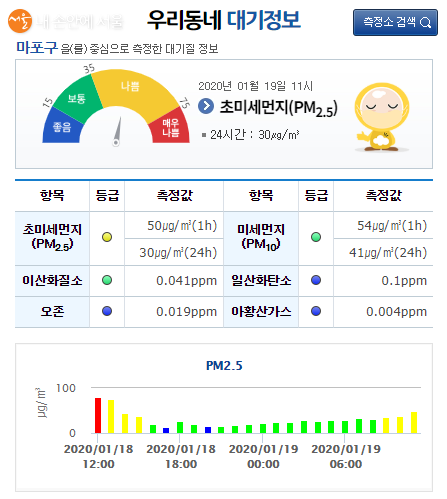 서울 내 손안에 서울
우리동네 대기정보
측정소 검색
마포구 을(를) 중심으로 측정한 대기질 정보
15 35 75
좋음 보통 나쁨 매우 나쁨
2020년 01월 19일 11시
초미세먼지(PM2.5)
24시간 : 30㎍/㎥
항목 등급 측정값 항목 등급 측정값
초미세먼지 (PM2.5) 50㎍/㎥(1h) 미세먼지 (PM10) 54㎍/㎥(1h)
30㎍/㎥(24h) 41㎍/㎥(24h)
이산화질소 0.041ppm 일산화탄소 0.1ppm
오존 0.019ppm 아황산가스 0.004ppm
PM2.5
㎍/㎥
100
0
2020/01/18 2020/01/18 2020/01/19 2020/01/19
12:00 18:00 00:00 06:00